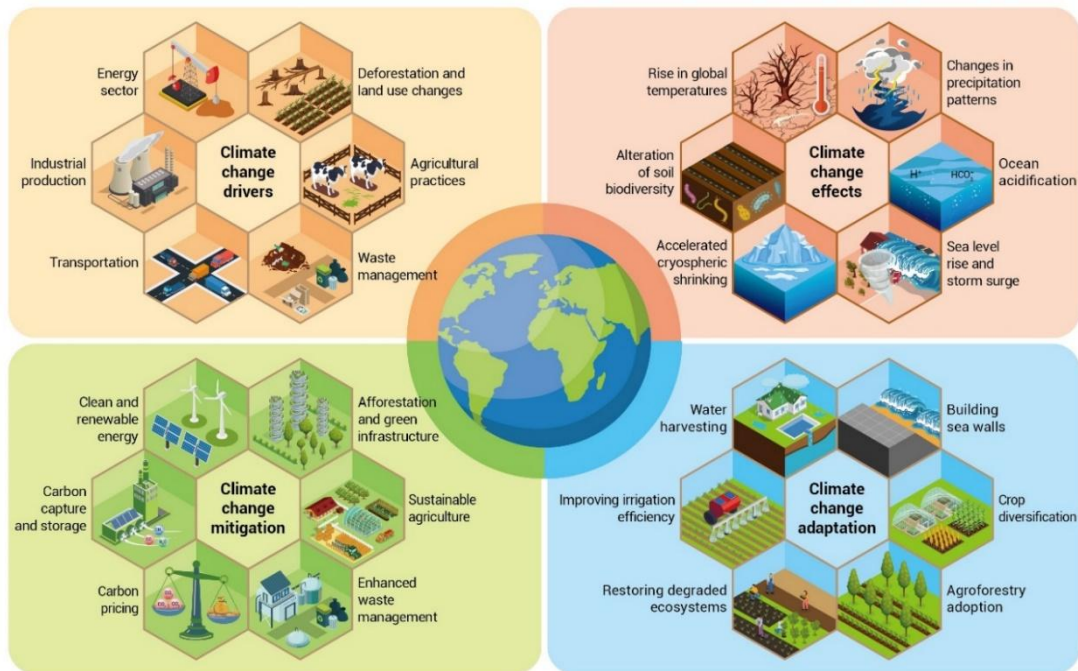 Energy
sector
Deforestation and
land use changes
Industrial
production
Climate
change
drivers
Agricultural
practices
Transportation
Waste
management
Rise in global
temperatures
Changes in
precipitation
patterns
Alteration
of soil
biodiversity
Climate
change
effects
H⁺
HCO₃⁻
Ocean
acidification
Accelerated
cryospheric
shrinking
Sea level
rise and
storm surge
Clean and
renewable
energy
Afforestation
and green
infrastructure
Carbon
capture
and storage
Climate
change
mitigation
Sustainable
agriculture
Carbon
pricing
Enhanced
waste
management
Water
harvesting
Building
sea walls
Improving irrigation
efficiency
Climate
change
adaptation
Crop
diversification
Restoring degraded
ecosystems
Agroforestry
adoption